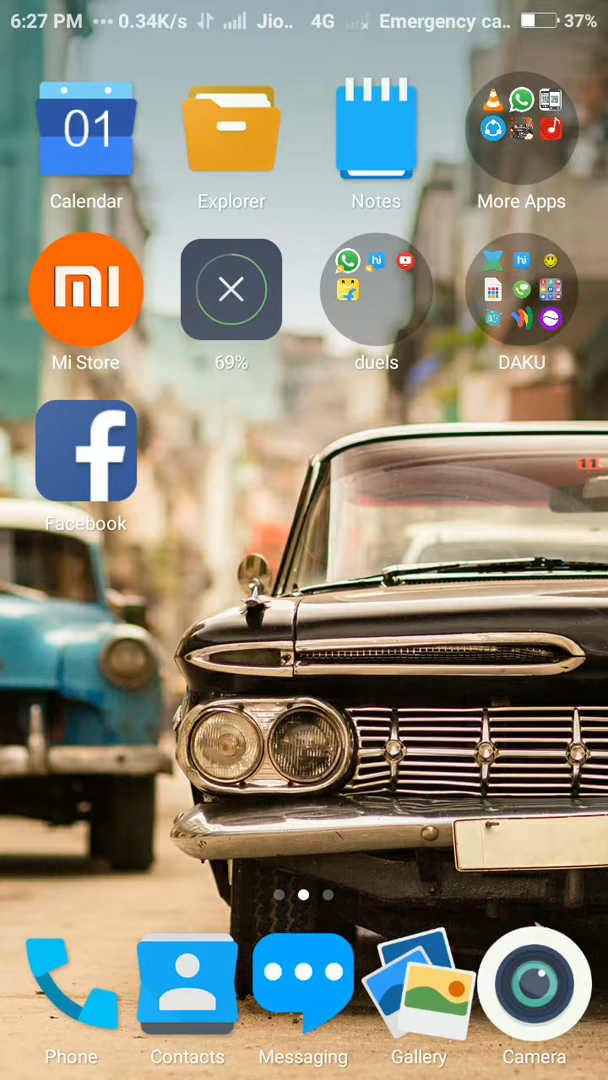 6:27 PM ... 0.34K/s Jio.. 4G Emergency ca.. 37%
01
Calendar Explorer Notes More Apps
mi
Mi Store 69% duels DAKU
f
Facebook
Phone Contacts Messaging Gallery Camera